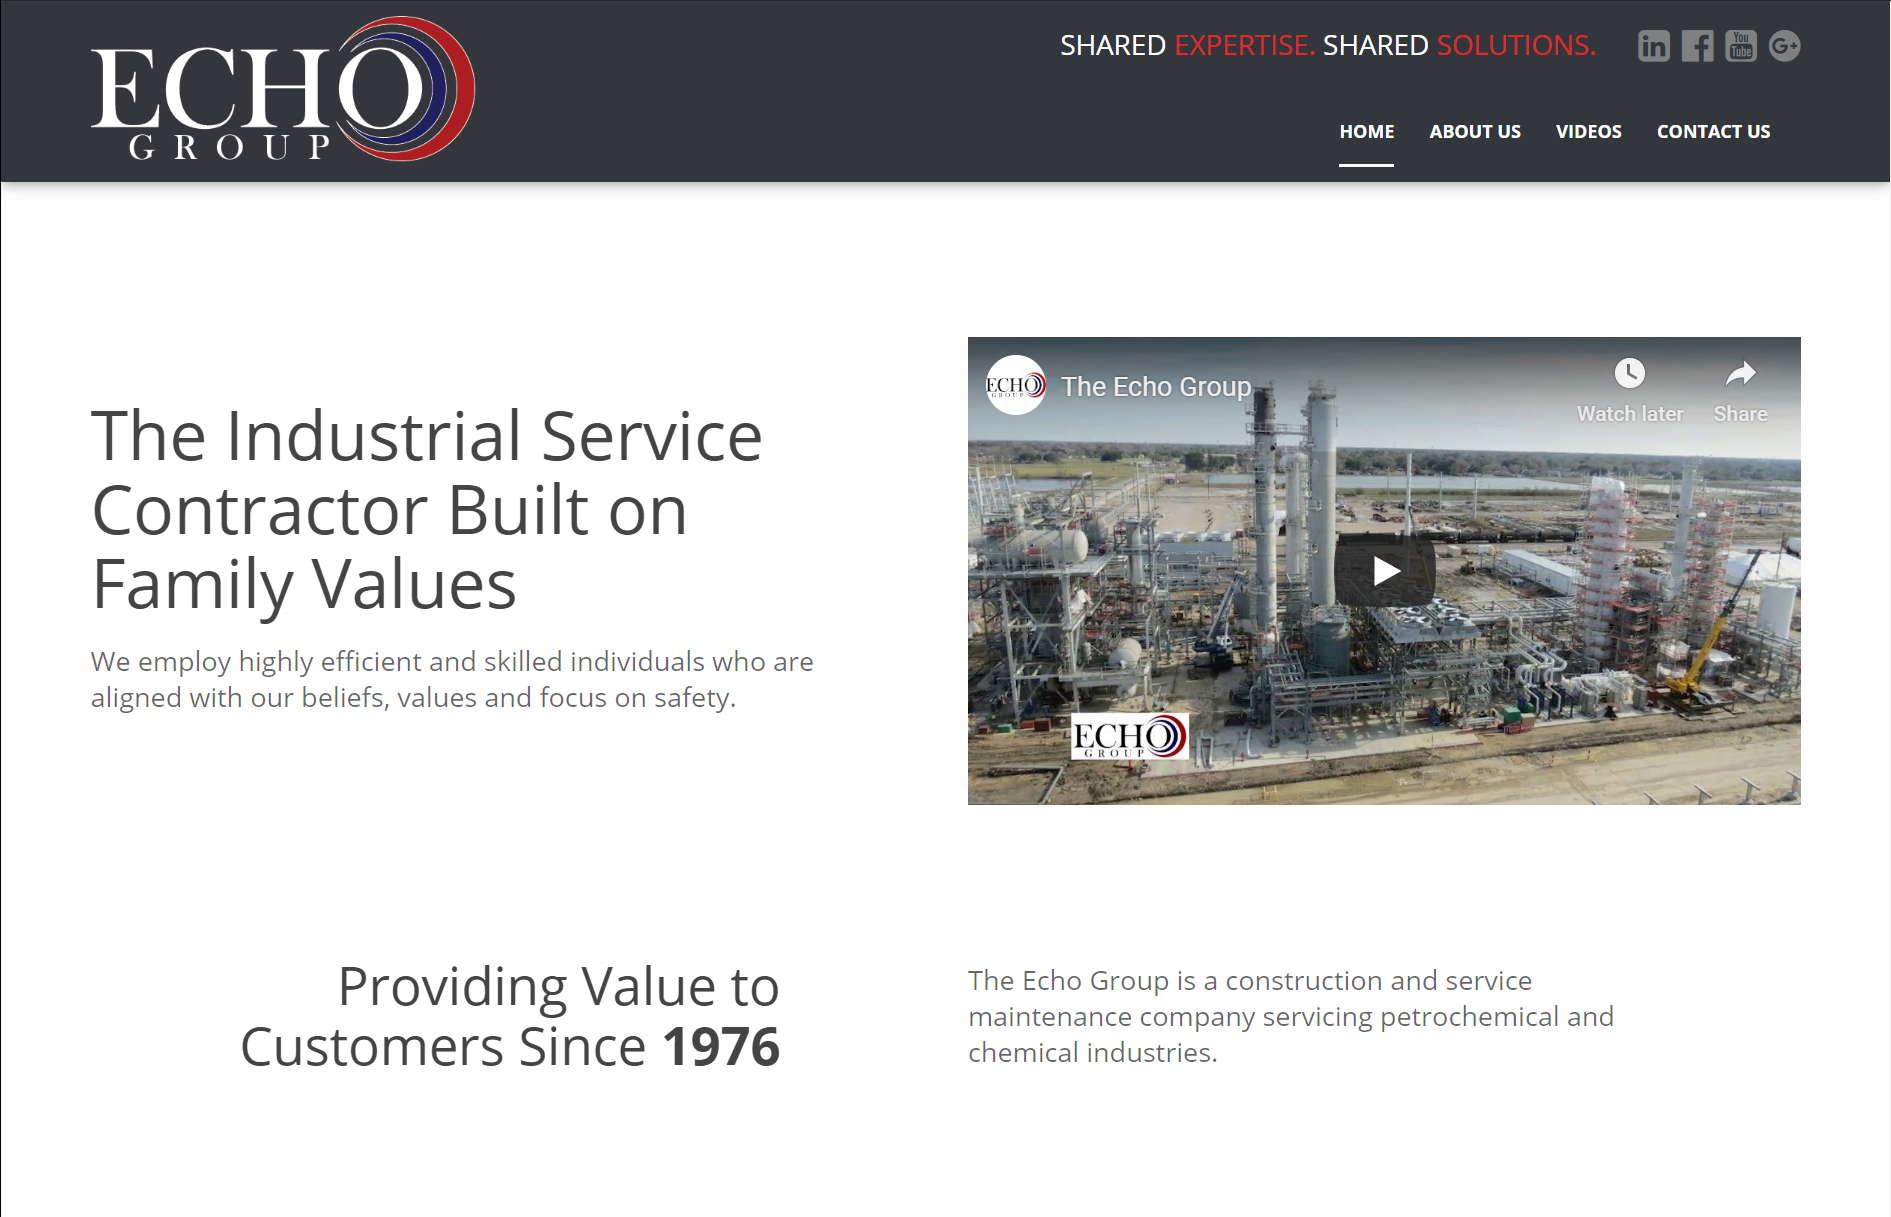 ECHO
GROUP
SHARED EXPERTISE. SHARED SOLUTIONS.
in
You
Tube
G+
HOME
ABOUT US
VIDEOS
CONTACT US
The Industrial Service
Contractor Built on
Family Values
We employ highly efficient and skilled individuals who are
aligned with our beliefs, values and focus on safety.
ECHO
GROUP
The Echo Group
Watch later
Share
ECHO
GROUP
Providing Value to
Customers Since 1976
The Echo Group is a construction and service
maintenance company servicing petrochemical and
chemical industries.